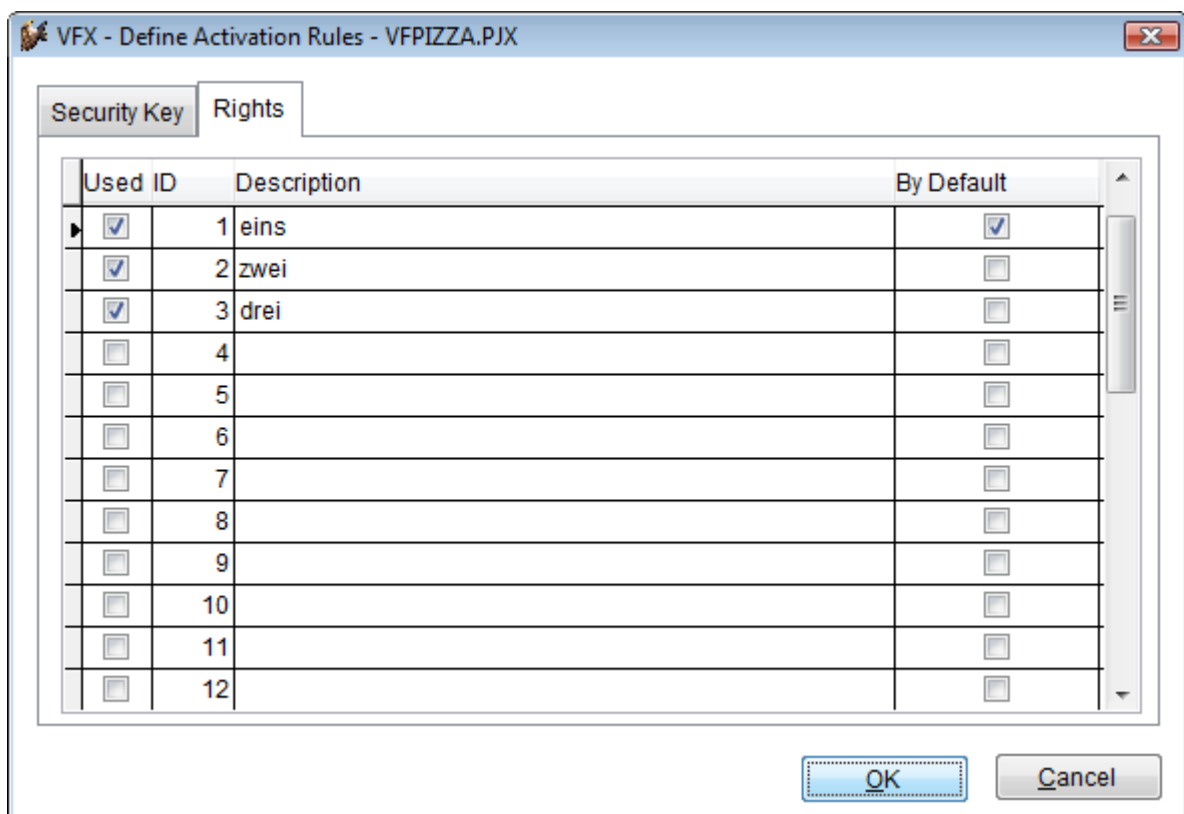 VFX - Define Activation Rules - VFPIZZA.PJX
Security Key Rights
Used ID Description By Default
1 eins
2 zwei
3 drei
4
5
6
7
8
9
10
11
12
OK Cancel